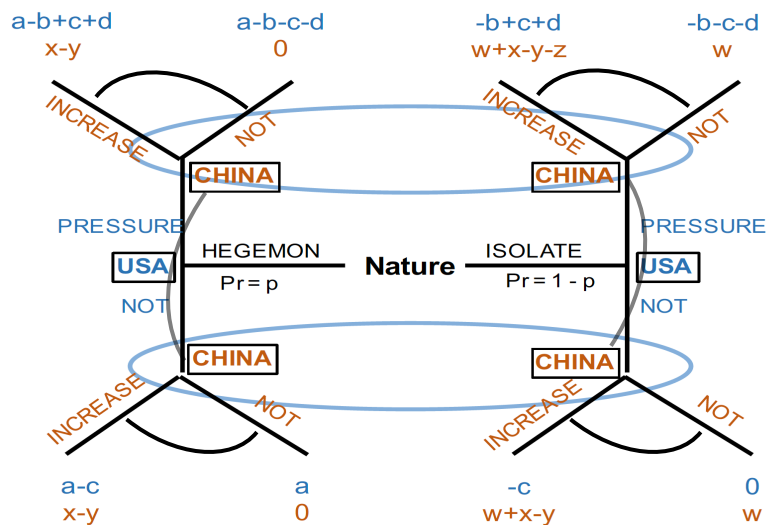 a-b+c+d a-b-c-d -b+c+d -b-c-d
x-y 0 w+x-y-z w
INCREASE NOT INCREASE NOT
CHINA CHINA
PRESSURE PRESSURE
HEGEMON ISOLATE
USA Nature USA
Pr = p Pr = 1 - p
NOT NOT
CHINA CHINA
INCREASE NOT INCREASE NOT
a-c a -c 0
x-y 0 w+x-y w